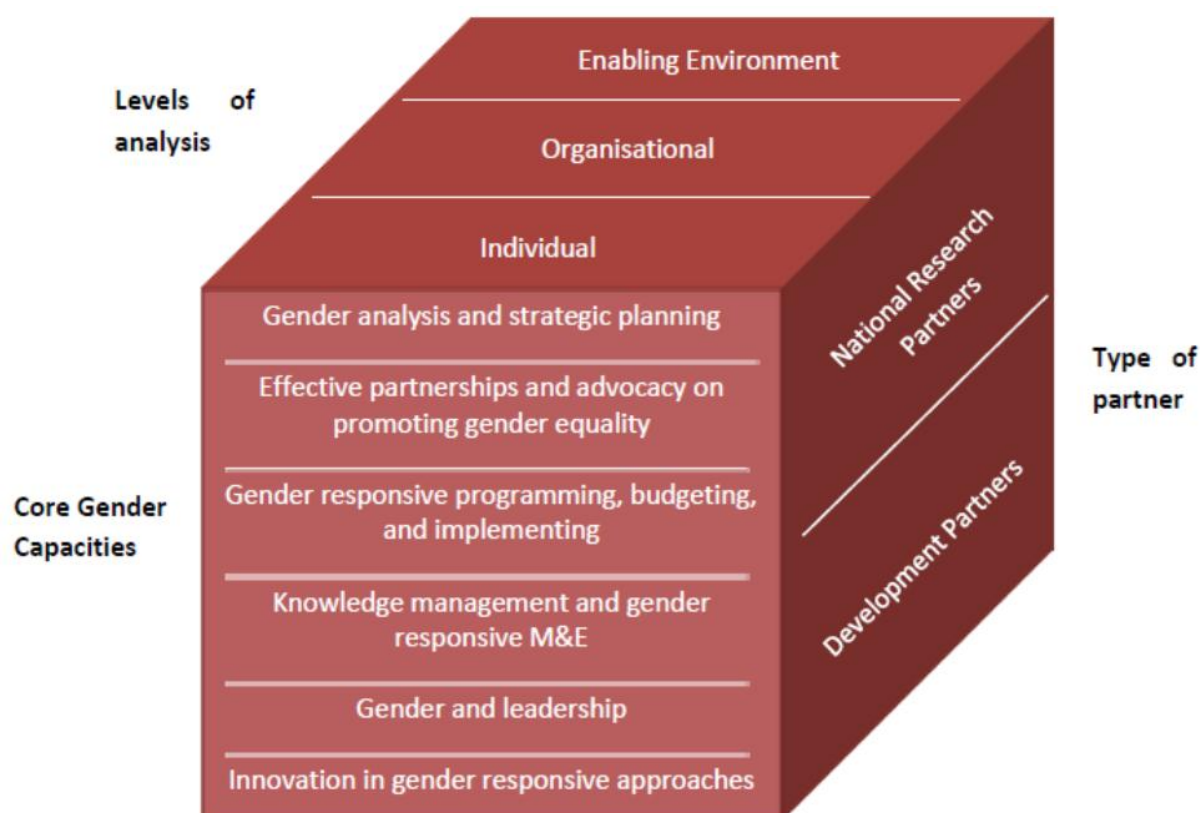 Enabling Environment
Levels of
analysis
Organisational
Individual
National Research
Partners
Gender analysis and strategic planning
Type of
partner
Effective partnerships and advocacy on
promoting gender equality
Development Partners
Core Gender
Capacities
Gender responsive programming, budgeting,
and implementing
Knowledge management and gender
responsive M&E
Gender and leadership
Innovation in gender responsive approaches